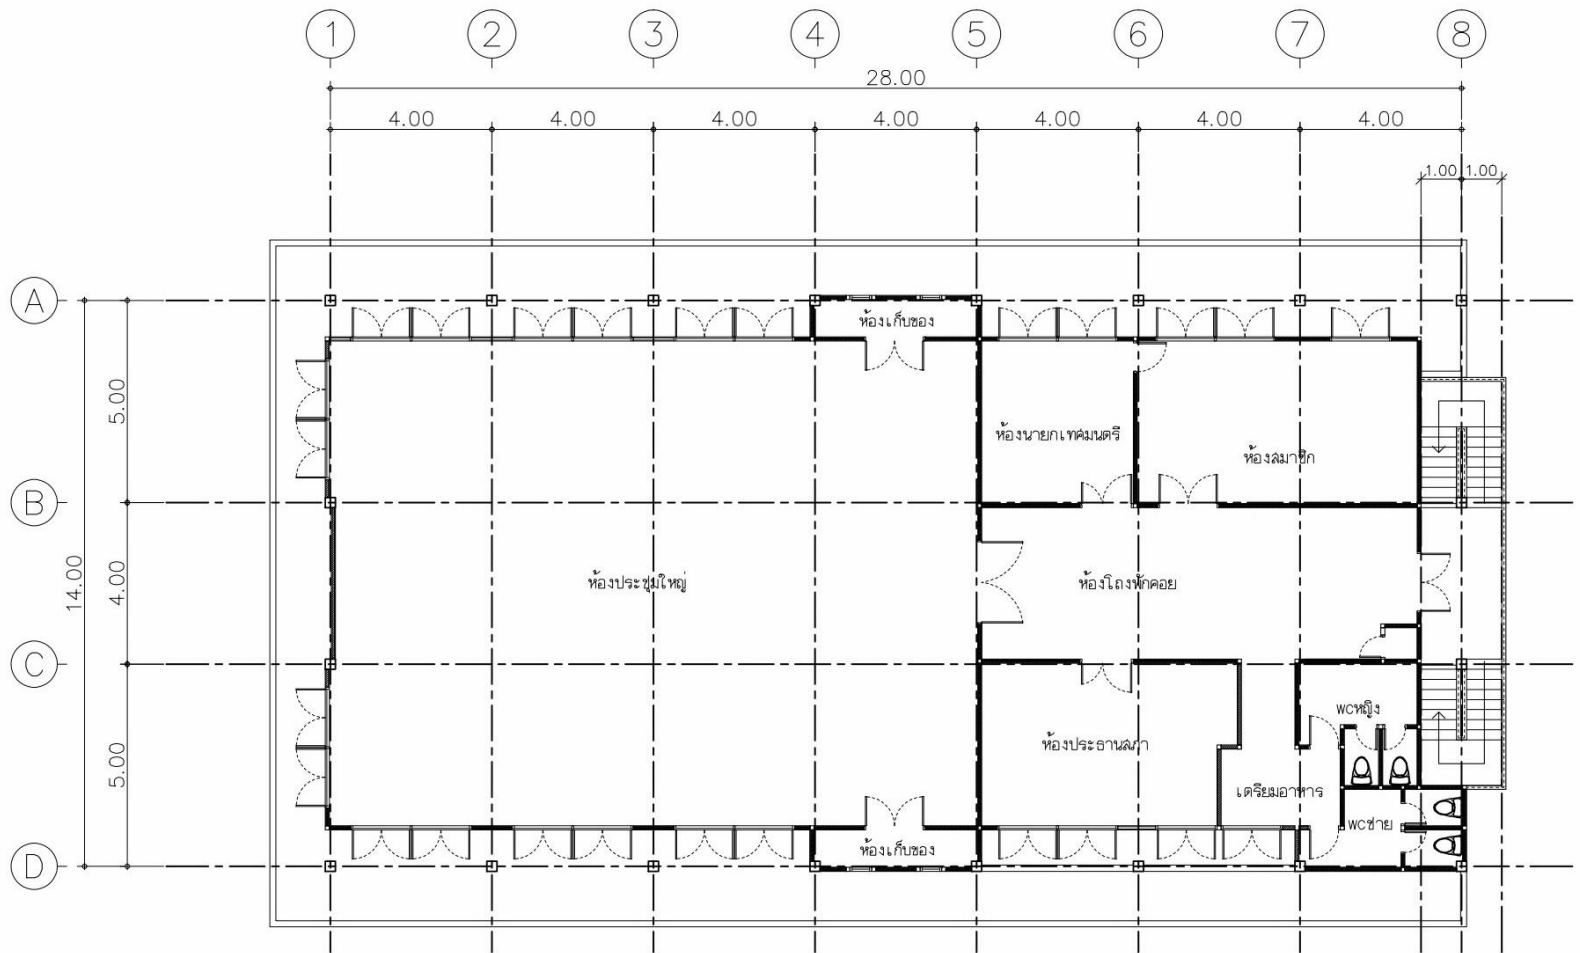 1 2 3 4 5 6 7 8
28.00
4.00 4.00 4.00 4.00 4.00 4.00 4.00
1.00 1.00
A
ห้องเก็บของ
5.00
ห้องนายกเทศมนตรี
ห้องสมาชิก
B
14.00
4.00
ห้องประชุมใหญ่
ห้องโถงพักคอย
C
WCหญิง
5.00
ห้องประธานสภา
เตรียมอาหาร
WCชาย
ห้องเก็บของ
D